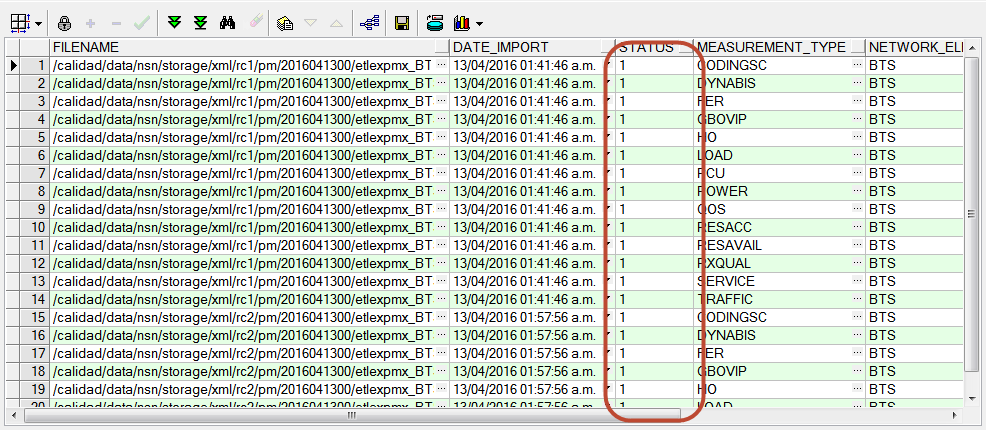 FILENAME DATE_IMPORT STATUS MEASUREMENT_TYPE NETWORK_ELI
1 /calidad/data/nsn/storage/xml/rc1/pm/2016041300/etlexpmx_BT ... 13/04/2016 01:41:46 a.m. 1 CODINGSC ... BTS
2 /calidad/data/nsn/storage/xml/rc1/pm/2016041300/etlexpmx_BT ... 13/04/2016 01:41:46 a.m. 1 DYNABIS ... BTS
3 /calidad/data/nsn/storage/xml/rc1/pm/2016041300/etlexpmx_BT ... 13/04/2016 01:41:46 a.m. 1 FER ... BTS
4 /calidad/data/nsn/storage/xml/rc1/pm/2016041300/etlexpmx_BT ... 13/04/2016 01:41:46 a.m. 1 GBOVIP ... BTS
5 /calidad/data/nsn/storage/xml/rc1/pm/2016041300/etlexpmx_BT ... 13/04/2016 01:41:46 a.m. 1 HO ... BTS
6 /calidad/data/nsn/storage/xml/rc1/pm/2016041300/etlexpmx_BT ... 13/04/2016 01:41:46 a.m. 1 LOAD ... BTS
7 /calidad/data/nsn/storage/xml/rc1/pm/2016041300/etlexpmx_BT ... 13/04/2016 01:41:46 a.m. 1 PCU ... BTS
8 /calidad/data/nsn/storage/xml/rc1/pm/2016041300/etlexpmx_BT ... 13/04/2016 01:41:46 a.m. 1 POWER ... BTS
9 /calidad/data/nsn/storage/xml/rc1/pm/2016041300/etlexpmx_BT ... 13/04/2016 01:41:46 a.m. 1 QOS ... BTS
10 /calidad/data/nsn/storage/xml/rc1/pm/2016041300/etlexpmx_BT ... 13/04/2016 01:41:46 a.m. 1 RESACC ... BTS
11 /calidad/data/nsn/storage/xml/rc1/pm/2016041300/etlexpmx_BT ... 13/04/2016 01:41:46 a.m. 1 RESAVAIL ... BTS
12 /calidad/data/nsn/storage/xml/rc1/pm/2016041300/etlexpmx_BT ... 13/04/2016 01:41:46 a.m. 1 RXQUAL ... BTS
13 /calidad/data/nsn/storage/xml/rc1/pm/2016041300/etlexpmx_BT ... 13/04/2016 01:41:46 a.m. 1 SERVICE ... BTS
14 /calidad/data/nsn/storage/xml/rc1/pm/2016041300/etlexpmx_BT ... 13/04/2016 01:41:46 a.m. 1 TRAFFIC ... BTS
15 /calidad/data/nsn/storage/xml/rc2/pm/2016041300/etlexpmx_BT ... 13/04/2016 01:57:56 a.m. 1 CODINGSC ... BTS
16 /calidad/data/nsn/storage/xml/rc2/pm/2016041300/etlexpmx_BT ... 13/04/2016 01:57:56 a.m. 1 DYNABIS ... BTS
17 /calidad/data/nsn/storage/xml/rc2/pm/2016041300/etlexpmx_BT ... 13/04/2016 01:57:56 a.m. 1 FER ... BTS
18 /calidad/data/nsn/storage/xml/rc2/pm/2016041300/etlexpmx_BT ... 13/04/2016 01:57:56 a.m. 1 GBOVIP ... BTS
19 /calidad/data/nsn/storage/xml/rc2/pm/2016041300/etlexpmx_BT ... 13/04/2016 01:57:56 a.m. 1 HO ... BTS
20 /calidad/data/nsn/storage/xml/rc2/pm/2016041300/etlexpmx_BT ... 13/04/2016 01:57:56 a.m. 1 LOAD ... BTS